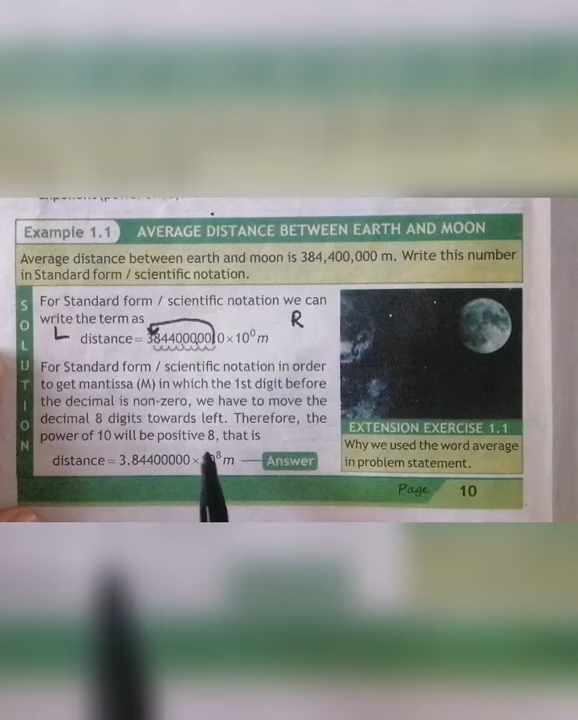 Example 1.1 AVERAGE DISTANCE BETWEEN EARTH AND MOON
Average distance between earth and moon is 384,400,000 m. Write this number
in Standard form / scientific notation.
SOLUTION
For Standard form / scientific notation we can
write the term as
R
L
distance = 384400000.0 × 10⁰ m
For Standard form / scientific notation in order
to get mantissa (M) in which the 1st digit before
the decimal is non-zero, we have to move the
decimal 8 digits towards left. Therefore, the
power of 10 will be positive 8, that is
distance = 3.84400000 × 8 m Answer
EXTENSION EXERCISE 1.1
Why we used the word average
in problem statement.
Page 10